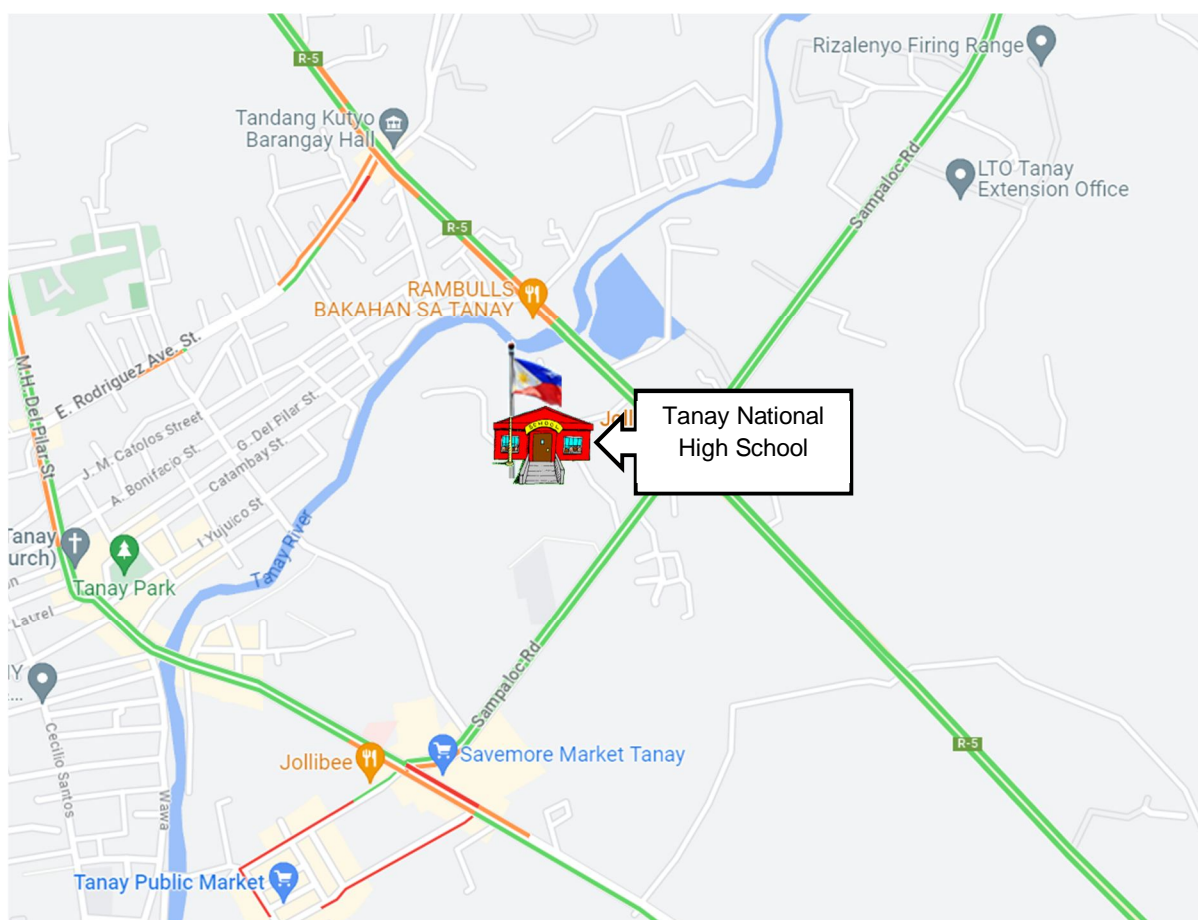 R-5
Rizalenyo Firing Range
Tandang Kutyo
Barangay Hall
LTO Tanay
Extension Office
Sampaloc Rd
R-5
RAMBULLS
BAKAHAN SA TANAY
M.H. Del Pilar St
E. Rodriguez Ave. St.
SCHOOL
Tanay National
High School
J. M. Catolos Street
G. Del Pilar St.
A. Bonifacio St.
Catambay St.
I Yujuico St
Tanay
urch)
Tanay River
Tanay Park
Laurel
Sampaloc Rd
Cecilio Santos
Wawa
R-5
Jollibee
Savemore Market Tanay
Tanay Public Market